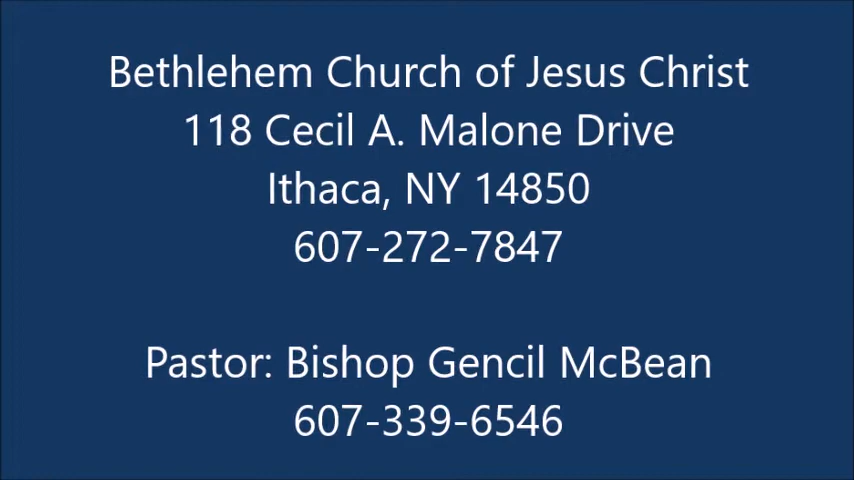 Bethlehem Church of Jesus Christ
118 Cecil A. Malone Drive
Ithaca, NY 14850
607-272-7847
Pastor: Bishop Gencil McBean
607-339-6546